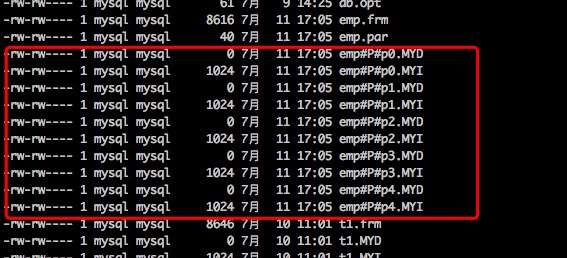 -rw-rw---- 1 mysql mysql 61 7月 9 14:25 db.opt
-rw-rw---- 1 mysql mysql 8616 7月 11 17:05 emp.frm
-rw-rw---- 1 mysql mysql 40 7月 11 17:05 emp.par
-rw-rw---- 1 mysql mysql 0 7月 11 17:05 emp#P#p0.MYD
-rw-rw---- 1 mysql mysql 1024 7月 11 17:05 emp#P#p0.MYI
-rw-rw---- 1 mysql mysql 0 7月 11 17:05 emp#P#p1.MYD
-rw-rw---- 1 mysql mysql 1024 7月 11 17:05 emp#P#p1.MYI
-rw-rw---- 1 mysql mysql 0 7月 11 17:05 emp#P#p2.MYD
-rw-rw---- 1 mysql mysql 1024 7月 11 17:05 emp#P#p2.MYI
-rw-rw---- 1 mysql mysql 0 7月 11 17:05 emp#P#p3.MYD
-rw-rw---- 1 mysql mysql 1024 7月 11 17:05 emp#P#p3.MYI
-rw-rw---- 1 mysql mysql 0 7月 11 17:05 emp#P#p4.MYD
-rw-rw---- 1 mysql mysql 1024 7月 11 17:05 emp#P#p4.MYI
-rw-rw---- 1 mysql mysql 8646 7月 10 11:01 t1.frm
-rw-rw---- 1 mysql mysql 0 7月 10 11:01 t1.MYD
-rw-rw---- 1 mysql mysql 1024 7月 10 11:01 t1.MYI